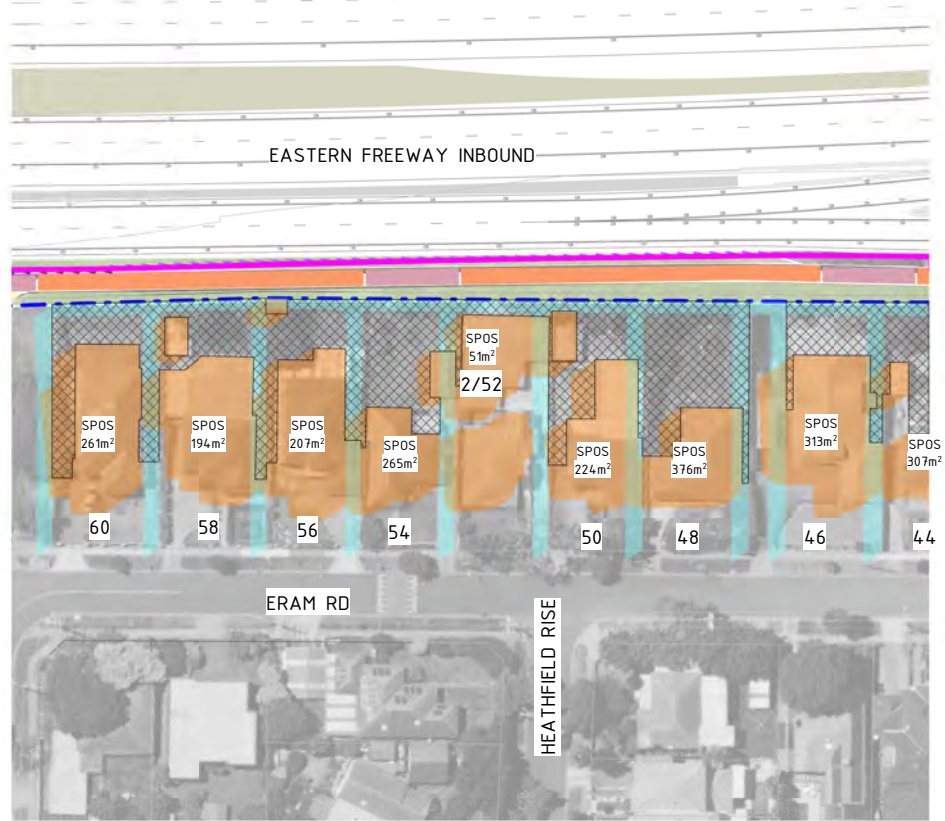 EASTERN FREEWAY INBOUND
SPOS
51m²
2/52
SPOS
261m²
SPOS
194m²
SPOS
207m²
SPOS
265m²
SPOS
224m²
SPOS
376m²
SPOS
313m²
SPOS
307m²
60
58
56
54
50
48
46
44
ERAM RD
HEATHFIELD RISE